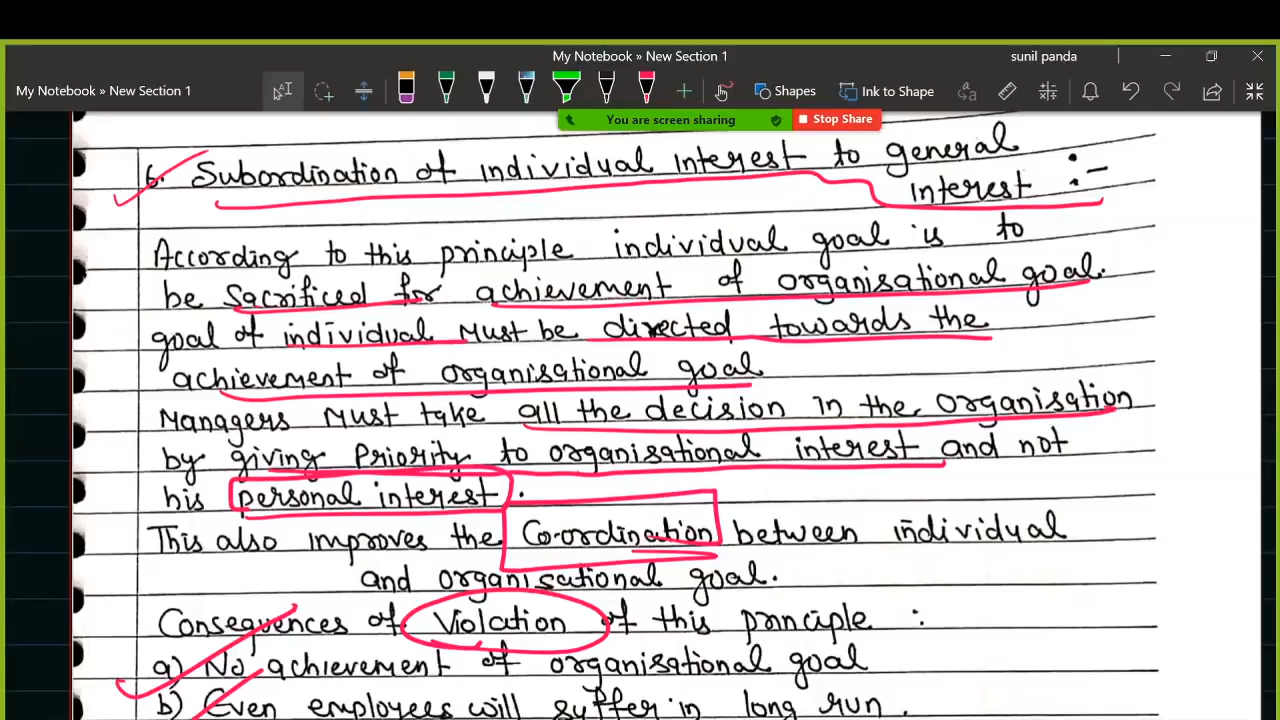 My Notebook » New Section 1
sunil panda
My Notebook » New Section 1
Shapes
Ink to Shape
You are screen sharing
Stop Share
6. Subordination of individual interest to general
interest :-
According to this principle individual goal is to
be sacrificed for achievement of organisational goal.
goal of individual must be directed towards the
achievement of organisational goal
Managers must take all the decision in the organisation
by giving priority to organisational interest and not
his personal interest.
This also improves the Co-ordination between individual
and organisational goal.
Consequences of Violation of this principle :
a) No achievement of organisational goal
b) Even employees will suffer in long run.